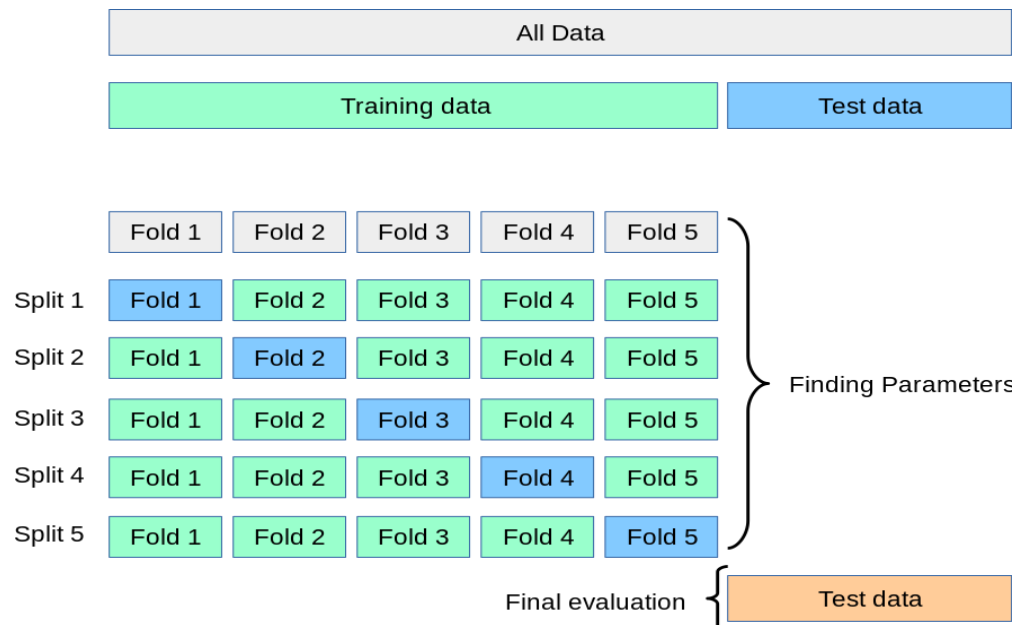 All Data
Training data Test data
Fold 1 Fold 2 Fold 3 Fold 4 Fold 5
Split 1 Fold 1 Fold 2 Fold 3 Fold 4 Fold 5
Split 2 Fold 1 Fold 2 Fold 3 Fold 4 Fold 5
Finding Parameters
Split 3 Fold 1 Fold 2 Fold 3 Fold 4 Fold 5
Split 4 Fold 1 Fold 2 Fold 3 Fold 4 Fold 5
Split 5 Fold 1 Fold 2 Fold 3 Fold 4 Fold 5
Final evaluation Test data